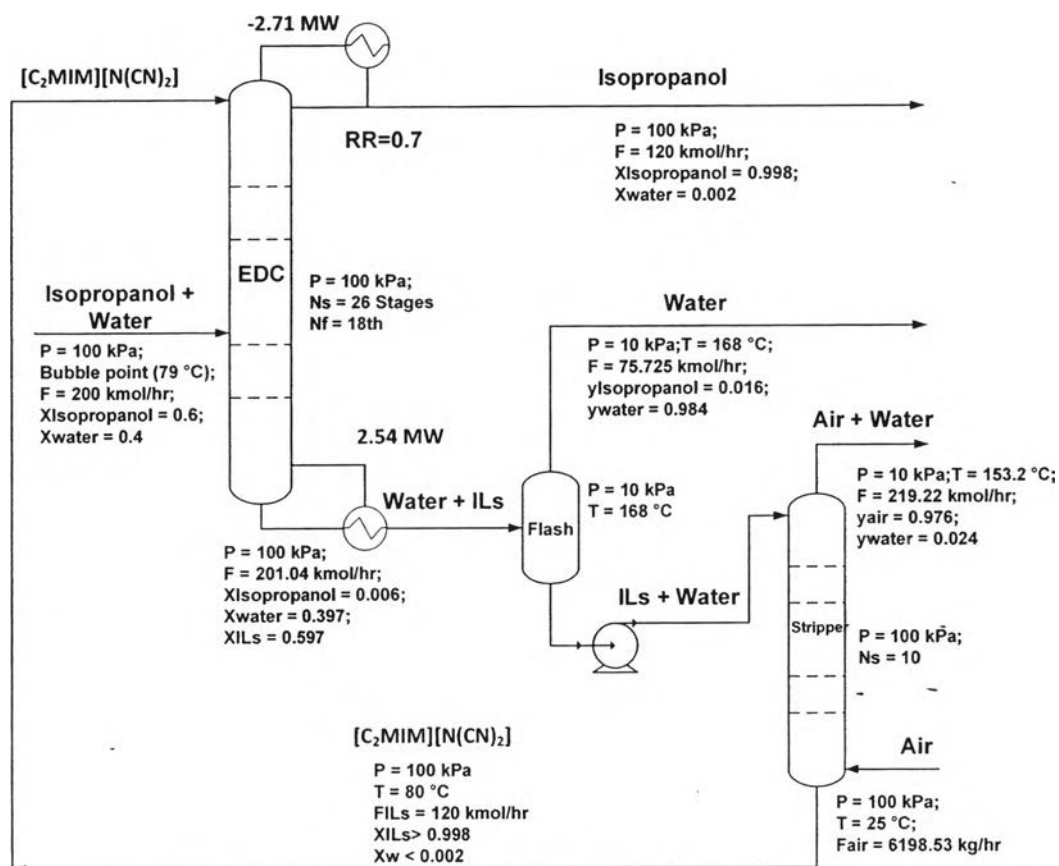 -2.71 MW
[C₂MIM][N(CN)₂]
Isopropanol
RR=0.7
P = 100 kPa;
F = 120 kmol/hr;
XIsopropanol = 0.998;
Xwater = 0.002
EDC
P = 100 kPa;
Ns = 26 Stages
Nf = 18th
Isopropanol +
Water
P = 100 kPa;
Bubble point (79 °C);
F = 200 kmol/hr;
XIsopropanol = 0.6;
Xwater = 0.4
Water
P = 10 kPa;T = 168 °C;
F = 75.725 kmol/hr;
yIsopropanol = 0.016;
ywater = 0.984
2.54 MW
Water + ILs
P = 100 kPa;
F = 201.04 kmol/hr;
XIsopropanol = 0.006;
Xwater = 0.397;
XILs = 0.597
Flash
P = 10 kPa
T = 168 °C
Air + Water
P = 10 kPa;T = 153.2 °C;
F = 219.22 kmol/hr;
yair = 0.976;
ywater = 0.024
ILs + Water
Stripper
P = 100 kPa;
Ns = 10
Air
P = 100 kPa;
T = 25 °C;
Fair = 6198.53 kg/hr
[C₂MIM][N(CN)₂]
P = 100 kPa
T = 80 °C
FILs = 120 kmol/hr
XILs> 0.998
Xw < 0.002